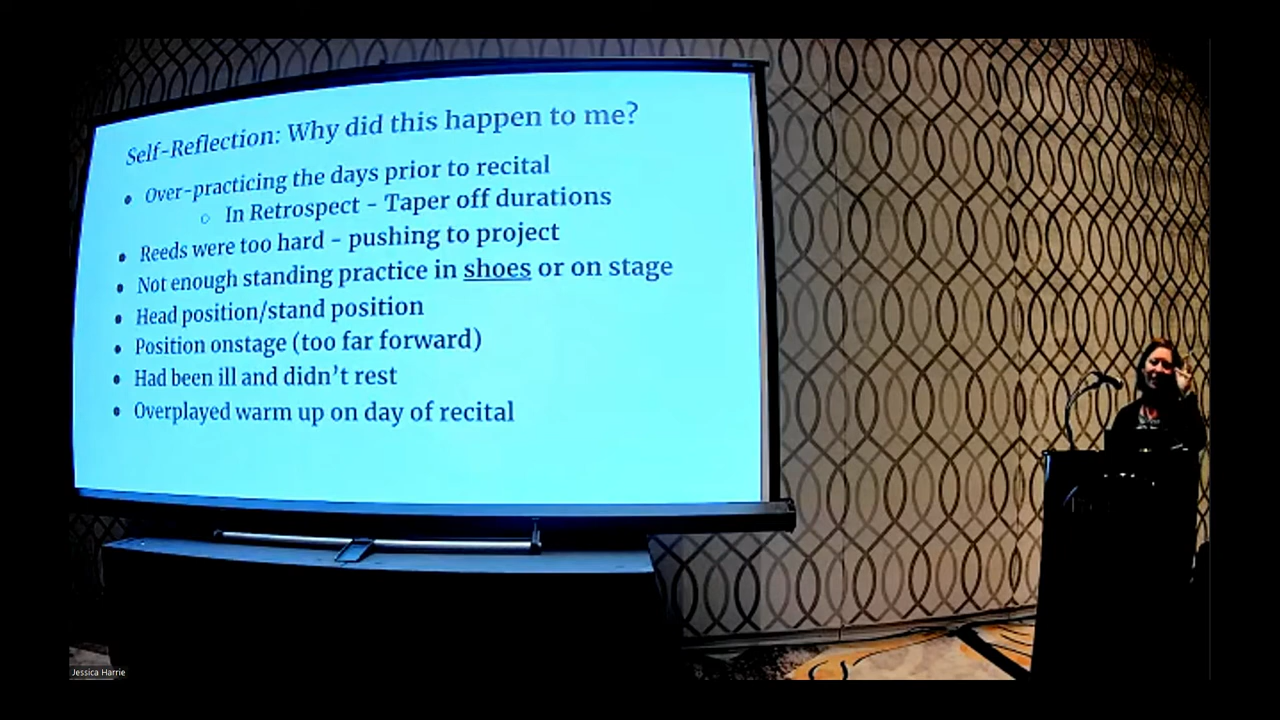 Self-Reflection: Why did this happen to me?
• Over-practicing the days prior to recital
○ In Retrospect - Taper off durations
• Reeds were too hard - pushing to project
• Not enough standing practice in shoes or on stage
• Head position/stand position
• Position onstage (too far forward)
• Had been ill and didn't rest
• Overplayed warm up on day of recital
Jessica Harrie